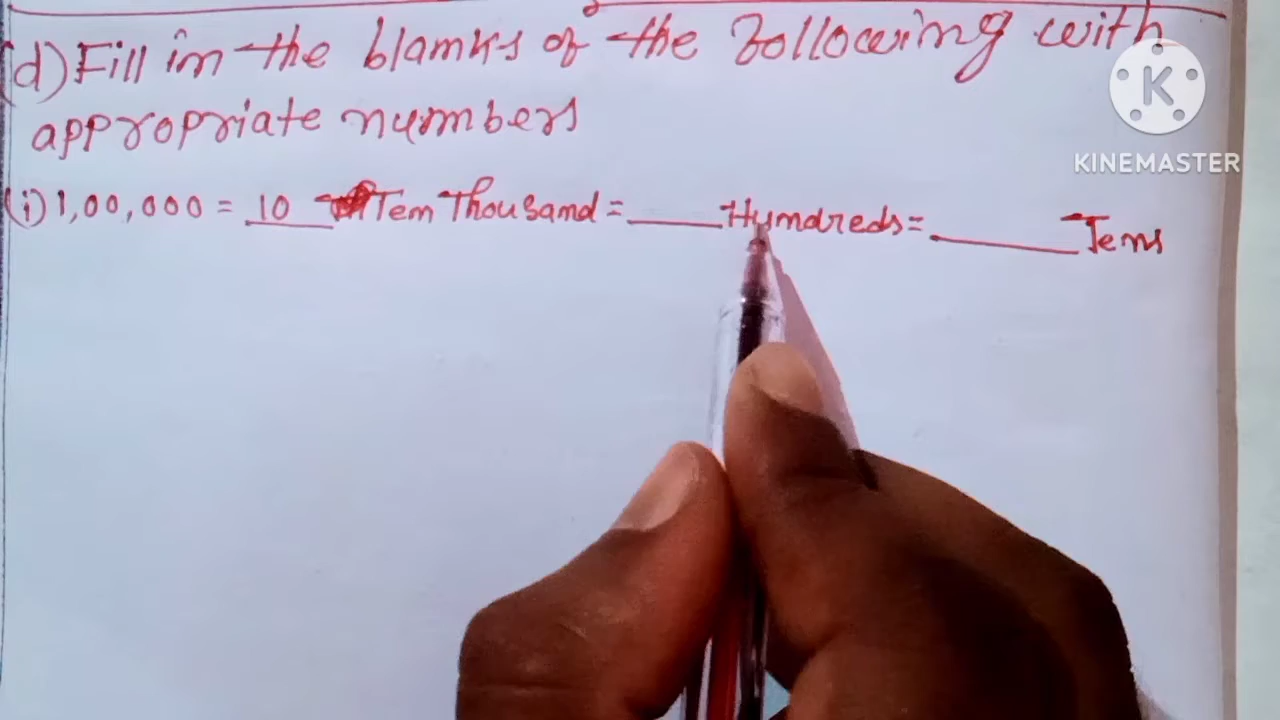 (d) Fill in the blanks of the following with
appropriate numbers
(i) 1,00,000 = 10 Ten Thousand = ____ Hundreds = ____ Tens
K
KINEMASTER